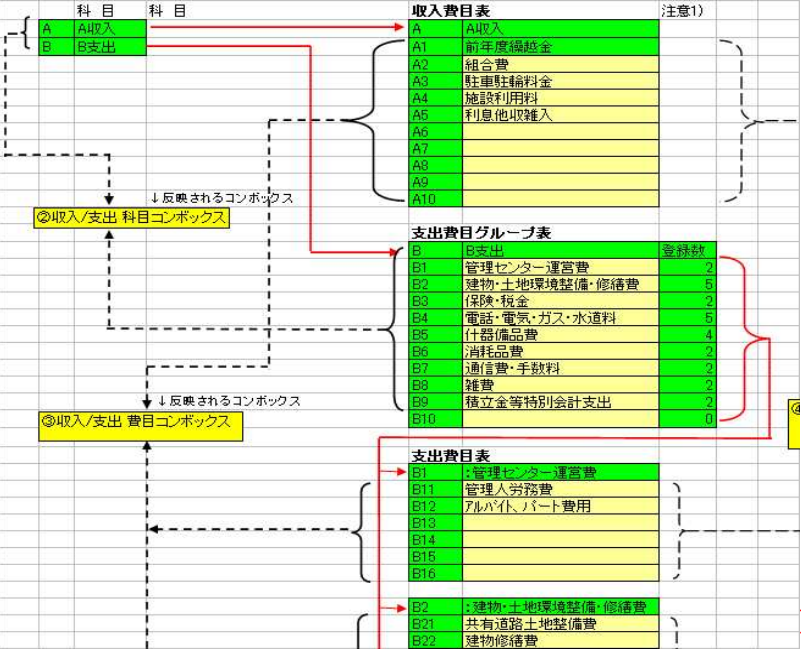 科 目 科 目
A A収入
B B支出
収入費目表 注意1)
A A収入
A1 前年度繰越金
A2 組合費
A3 駐車駐輪料金
A4 施設利用料
A5 利息他収雑入
A6
A7
A8
A9
A10
↓反映されるコンボックス
②収入/支出 科目コンボックス
支出費目グループ表
B B支出 登録数
B1 管理センター運営費 2
B2 建物・土地環境整備・修繕費 5
B3 保険・税金 2
B4 電話・電気・ガス・水道料 5
B5 什器備品費 4
B6 消耗品費 2
B7 通信費・手数料 2
B8 雑費 2
B9 積立金等特別会計支出 2
B10 0
↓反映されるコンボックス
③収入/支出 費目コンボックス
④
支出費目表
B1 :管理センター運営費
B11 管理人労務費
B12 アルバイト、パート費用
B13
B14
B15
B16
B2 :建物・土地環境整備・修繕費
B21 共有道路土地整備費
B22 建物修繕費